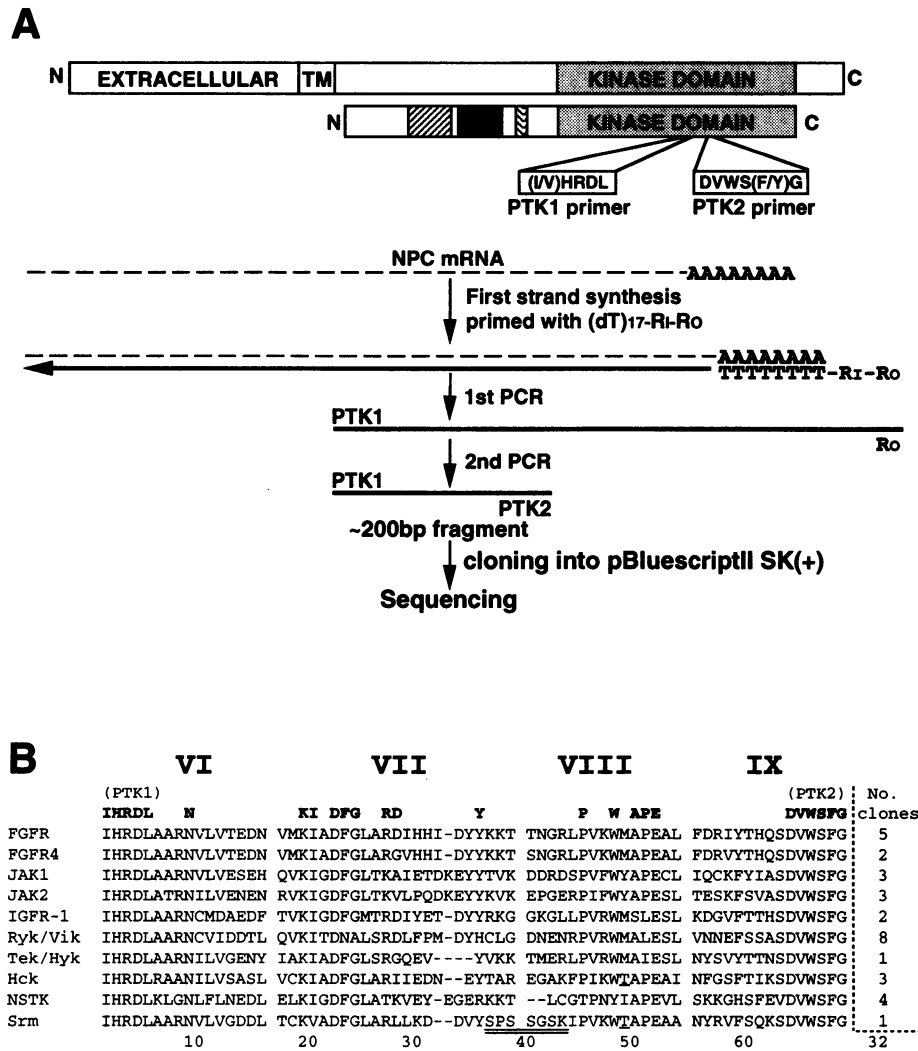 A
N EXTRACELLULAR TM KINASE DOMAIN C
N KINASE DOMAIN C
(I/V)HRDL DVWS(F/Y)G
PTK1 primer PTK2 primer
NPC mRNA
AAAAAAAA
First strand synthesis
primed with (dT)17-RI-RO
AAAAAAAA
TTTTTTTT-RI-RO
1st PCR
PTK1
RO
2nd PCR
PTK1
PTK2
~200bp fragment
cloning into pBluescriptII SK(+)
Sequencing
B VI VII VIII IX
(PTK1) (PTK2) No.
IHRDL N KI DFG RD Y P W APE DVWSFG clones
FGFR IHRDLAARNVLVTEDN VMKIADFGLARDIHHI-DYYKKT TNGRLPVKWMAPEAL FDRIYTHQSDVWSFG 5
FGFR4 IHRDLAARNVLVTEDN VMKIADFGLARGVHHI-DYYKKT SNGRLPVKWMAPEAL FDRVYTHQSDVWSFG 2
JAK1 IHRDLAARNVLVESEH QVKIGDFGLTKAIETDKEYYTVK DDRDSPVFWYAPECL IQCKFYIASDVWSFG 3
JAK2 IHRDLATRNILVENEN RVKIGDFGLTKVLPQDKEYYKVK EPGERPIFWYAPESL TESKFSVASDVWSFG 3
IGFR-1 IHRDLAARNCMDAEDF TVKIGDFGMTRDIYET-DYYRKG GKGLLPVRWMSLESL KDGVFTTHSDVWSFG 2
Ryk/Vik IHRDLAARNCVIDDTL QVKITDNALSRDLFPM-DYHCLG DNENRPVRWMALESL VNNEFSSASDVWSFG 8
Tek/Hyk IHRDLAARNILVGENY IAKIADFGLSRGQEV----YVKK TMERLPVRWMAIESL NYSVYTTNSDVWSFG 1
Hck IHRDLRAANILVSASL VCKIADFGLARIIEDN-EYTAR EGAKFPIKWTAPEAI NFGSFTIKSDVWSFG 3
NSTK IHRDLKLGNLFLNEDL ELKIGDFGLATKVEY-EGERKKT --LCGTPNYIAPEVL SKKGHSFEVDVWSFG 4
Srm IHRDLAARNVLVGDDL TCKVADFGLARLLKD--DVYSPS SGSKIPVKWTAPEAA NYRVFSQKSDVWSFG 1
10 20 30 40 50 60 32